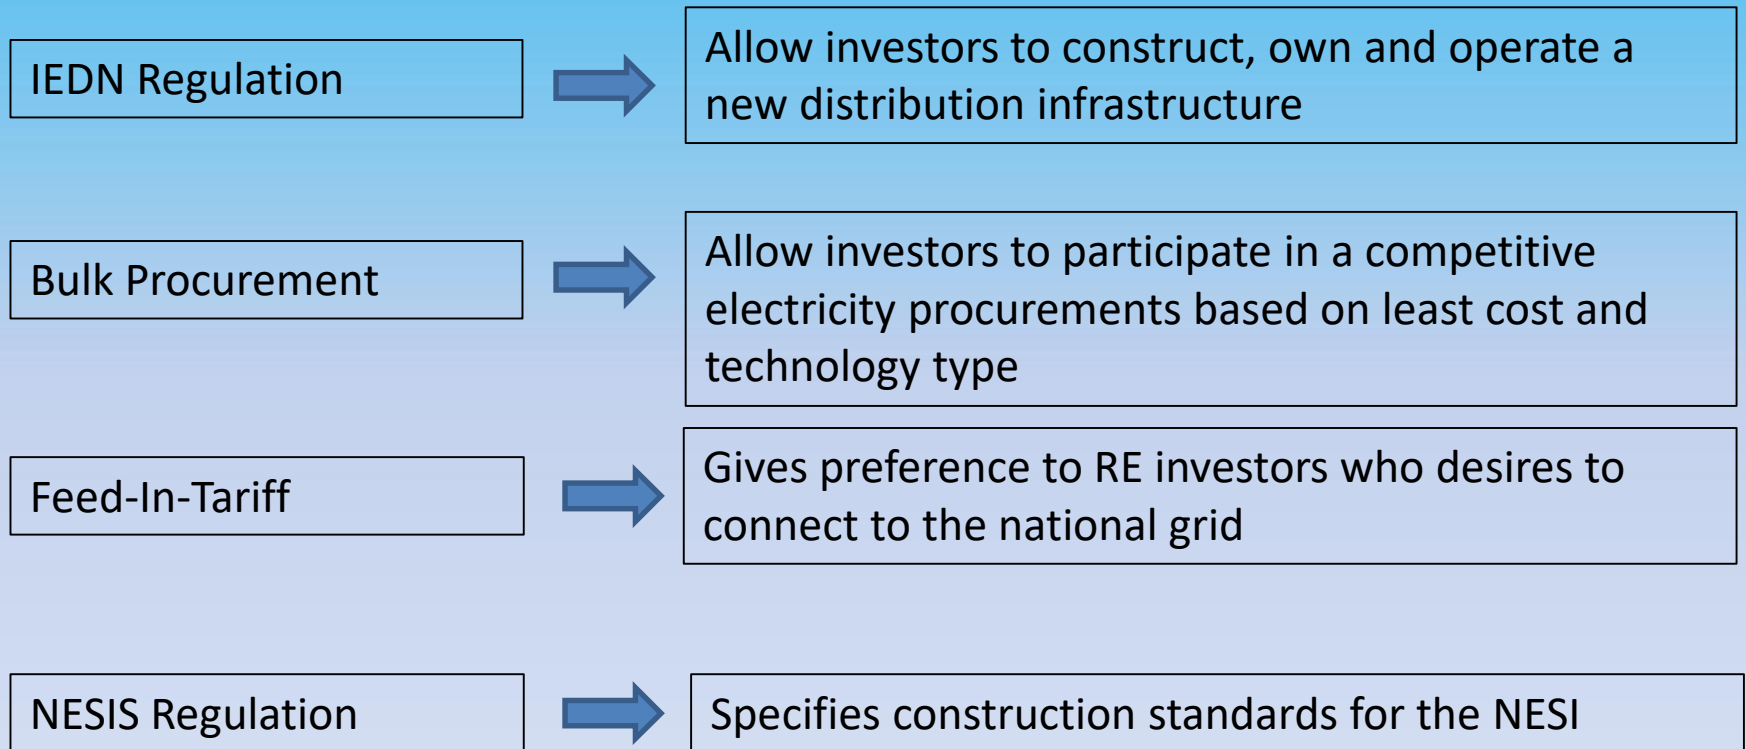 IEDN Regulation
Allow investors to construct, own and operate a
new distribution infrastructure
Bulk Procurement
Allow investors to participate in a competitive
electricity procurements based on least cost and
technology type
Feed-In-Tariff
Gives preference to RE investors who desires to
connect to the national grid
NESIS Regulation
Specifies construction standards for the NESI